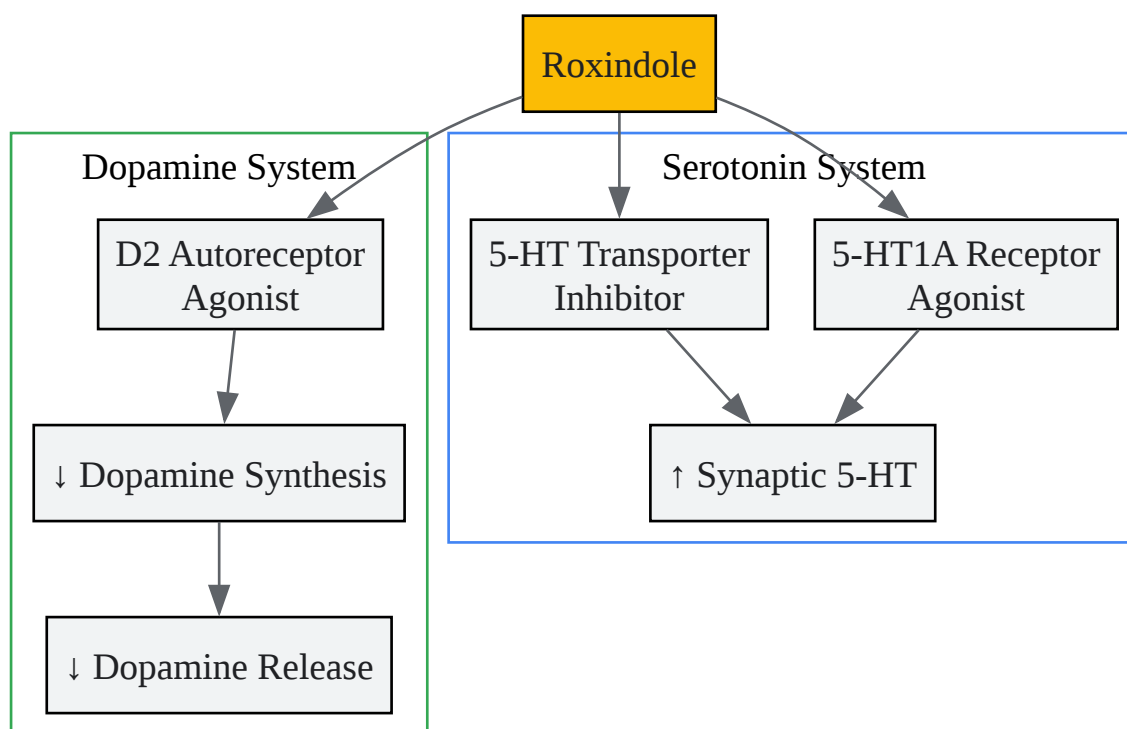 Roxindole
Dopamine System
Serotonin System
D2 Autoreceptor
Agonist
5-HT Transporter
Inhibitor
5-HT1A Receptor
Agonist
↓ Dopamine Synthesis
↑ Synaptic 5-HT
↓ Dopamine Release